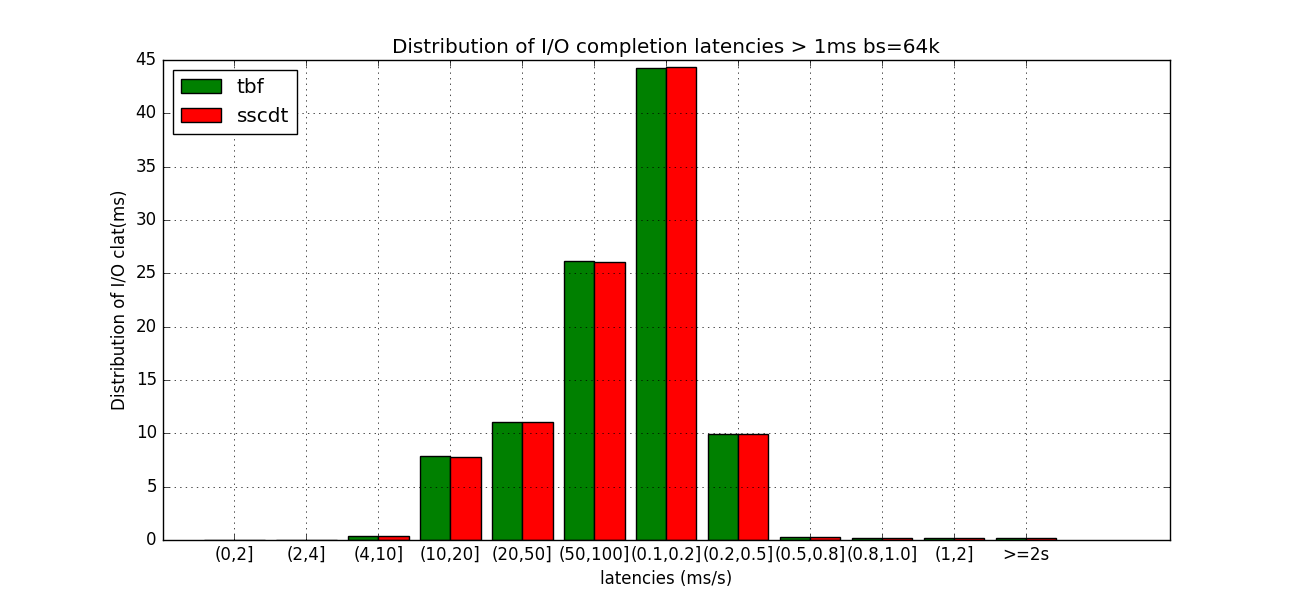 Distribution of I/O completion latencies > 1ms bs=64k
tbf
sscdt
45
40
35
30
25
20
15
10
5
0
Distribution of I/O clat(ms)
(0,2] (2,4] (4,10] (10,20] (20,50] (50,100] (0.1,0.2] (0.2,0.5] (0.5,0.8] (0.8,1.0] (1,2] >=2s
latencies (ms/s)